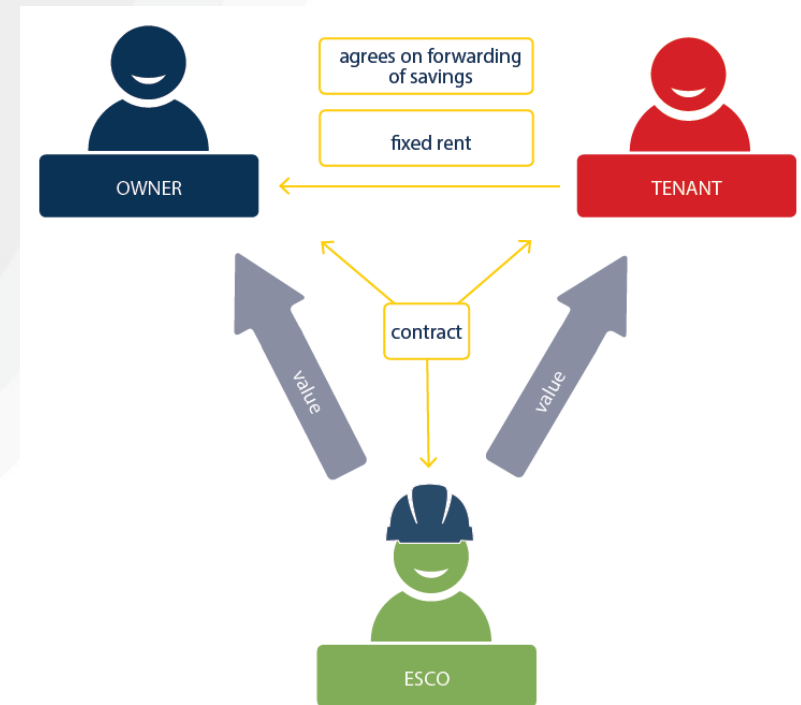 agrees on forwarding
of savings
fixed rent
OWNER
TENANT
contract
value
value
ESCO